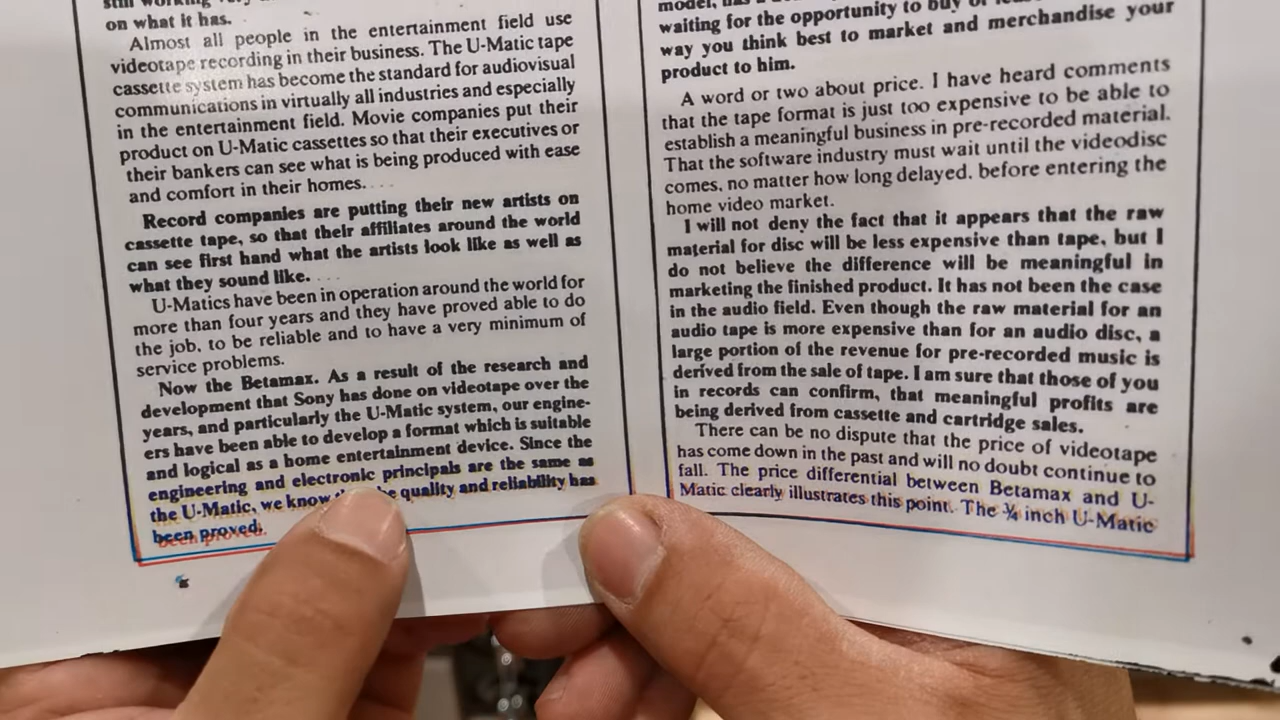 still working very
on what it has.
Almost all people in the entertainment field use
videotape recording in their business. The U-Matic tape
cassette system has become the standard for audiovisual
communications in virtually all industries and especially
in the entertainment field. Movie companies put their
product on U-Matic cassettes so that their executives or
their bankers can see what is being produced with ease
and comfort in their homes. . . .
Record companies are putting their new artists on
cassette tape, so that their affiliates around the world
can see first hand what the artists look like as well as
what they sound like. . . .
U-Matics have been in operation around the world for
more than four years and they have proved able to do
the job, to be reliable and to have a very minimum of
service problems.
Now the Betamax. As a result of the research and
development that Sony has done on videotape over the
years, and particularly the U-Matic system, our engine-
ers have been able to develop a format which is suitable
and logical as a home entertainment device. Since the
engineering and electronic principals are the same as
the U-Matic, we know quality and reliability has
been proved.
model, has a
waiting for the opportunity to buy or
way you think best to market and merchandise your
product to him.
A word or two about price. I have heard comments
that the tape format is just too expensive to be able to
establish a meaningful business in pre-recorded material.
That the software industry must wait until the videodisc
comes, no matter how long delayed, before entering the
home video market.
I will not deny the fact that it appears that the raw
material for disc will be less expensive than tape, but I
do not believe the difference will be meaningful in
marketing the finished product. It has not been the case
in the audio field. Even though the raw material for an
audio tape is more expensive than for an audio disc, a
large portion of the revenue for pre-recorded music is
derived from the sale of tape. I am sure that those of you
in records can confirm, that meaningful profits are
being derived from cassette and cartridge sales.
There can be no dispute that the price of videotape
has come down in the past and will no doubt continue to
fall. The price differential between Betamax and U-
Matic clearly illustrates this point. The ¾ inch U-Matic